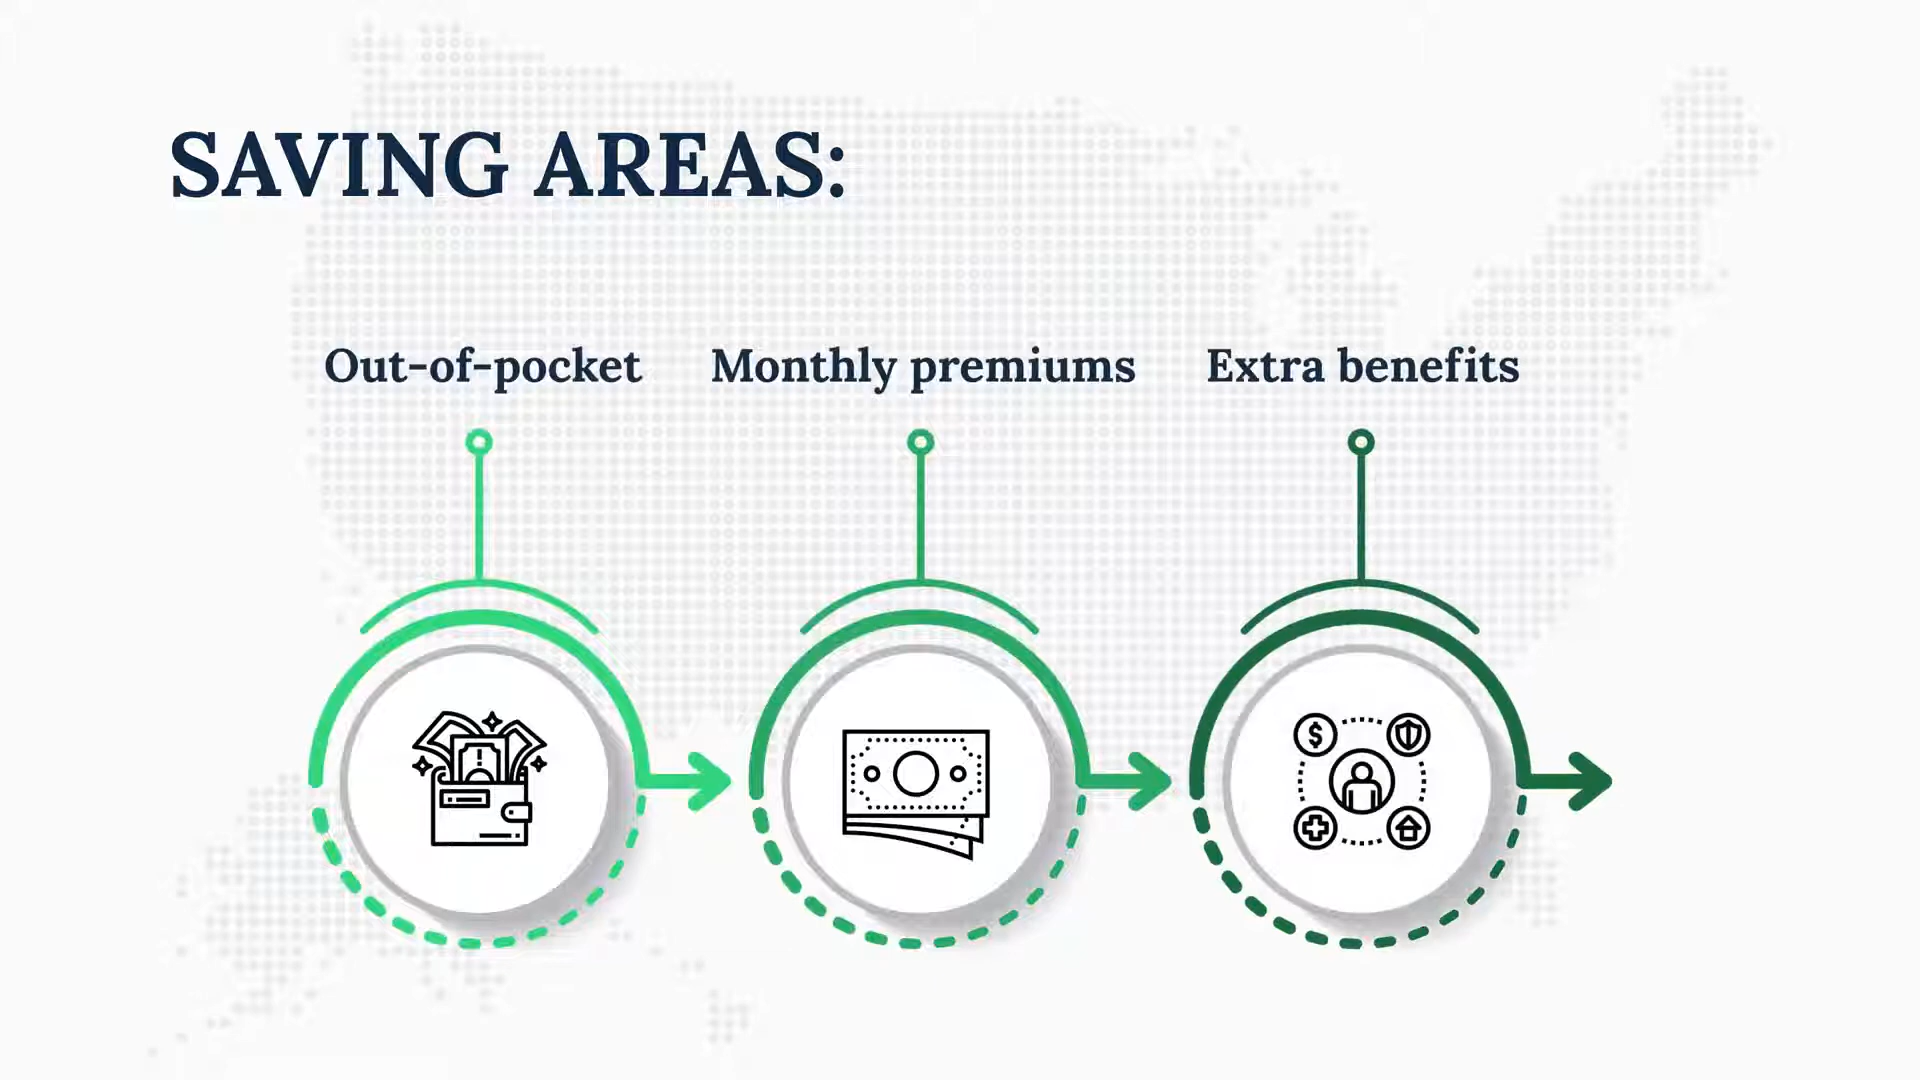 SAVING AREAS:
Out-of-pocket
Monthly premiums
Extra benefits
$